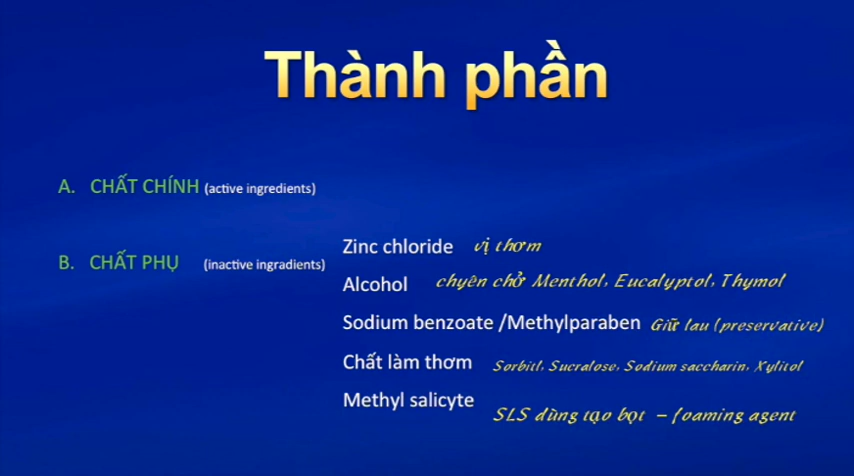 Thành phần
A. CHẤT CHÍNH (active ingredients)
B. CHẤT PHỤ (inactive ingradients)
Zinc chloride vị thơm
Alcohol chyên chở Menthol, Eucalyptol, Thymol
Sodium benzoate /Methylparaben Giữ lau (preservative)
Chất làm thơm Sorbitl, Sucralose, Sodium saccharin, Xylitol
Methyl salicyte
SLS dùng tạo bọt – foaming agent